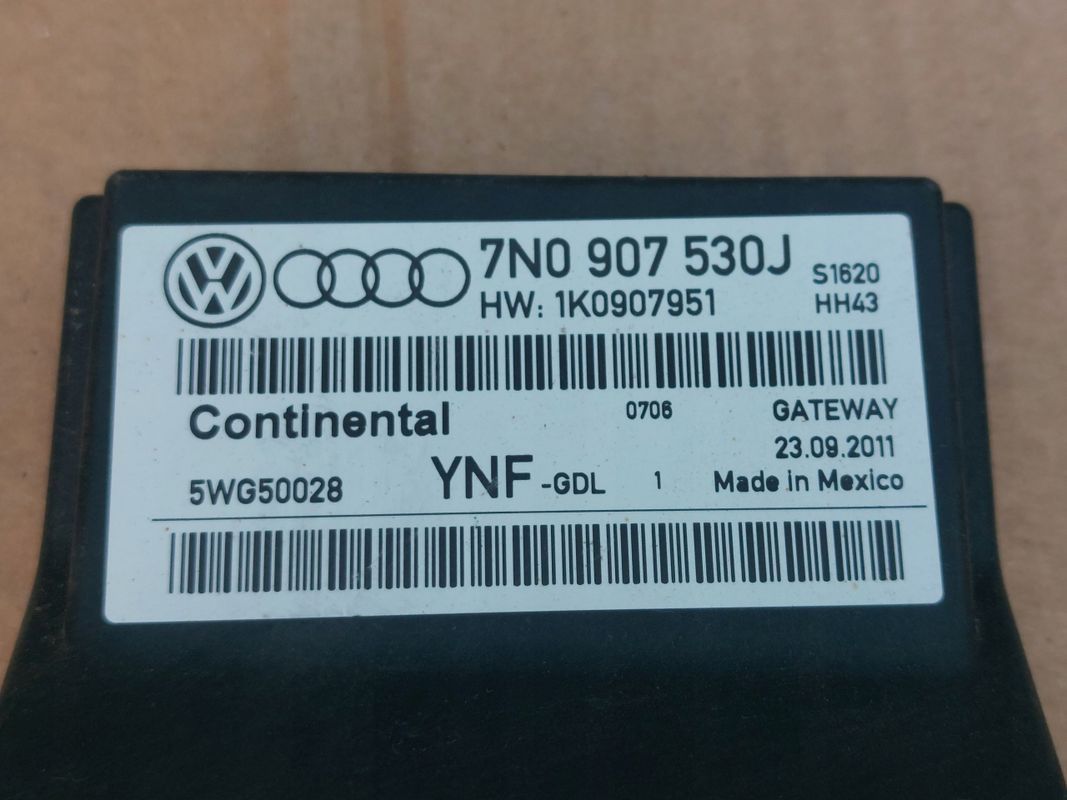 7N0 907 530J S1620
HW: 1K0907951 HH43
Continental 0706 GATEWAY
23.09.2011
5WG50028 YNF -GDL 1 Made in Mexico